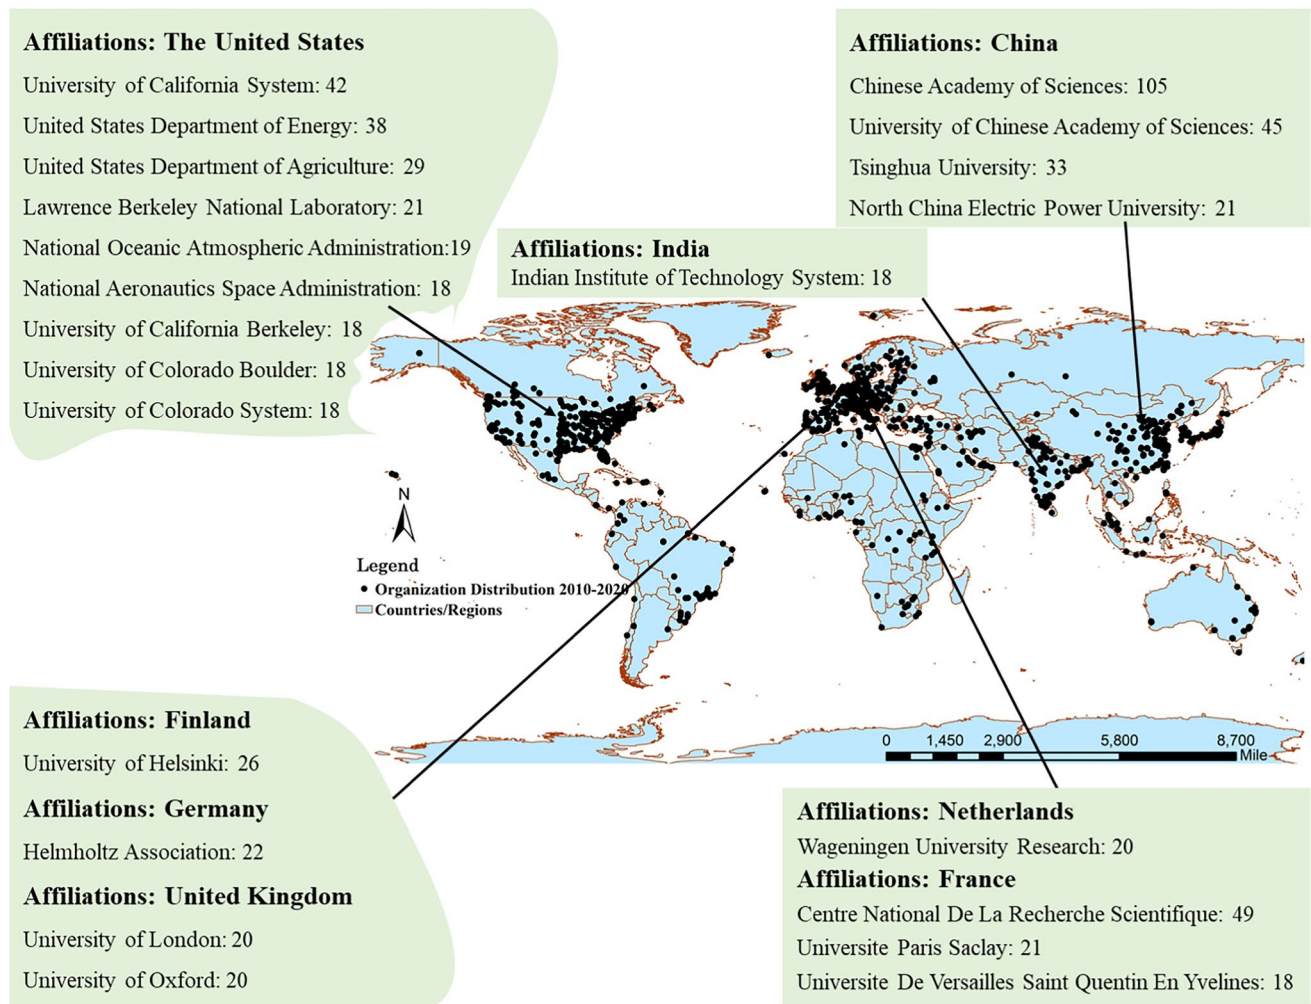 Affiliations: The United States
University of California System: 42
United States Department of Energy: 38
United States Department of Agriculture: 29
Lawrence Berkeley National Laboratory: 21
National Oceanic Atmospheric Administration:19
National Aeronautics Space Administration: 18
University of California Berkeley: 18
University of Colorado Boulder: 18
University of Colorado System: 18
Affiliations: China
Chinese Academy of Sciences: 105
University of Chinese Academy of Sciences: 45
Tsinghua University: 33
North China Electric Power University: 21
Affiliations: India
Indian Institute of Technology System: 18
N
Legend
Organization Distribution 2010-2020
Countries/Regions
0 1,450 2,900 5,800 8,700
Mile
Affiliations: Finland
University of Helsinki: 26
Affiliations: Germany
Helmholtz Association: 22
Affiliations: United Kingdom
University of London: 20
University of Oxford: 20
Affiliations: Netherlands
Wageningen University Research: 20
Affiliations: France
Centre National De La Recherche Scientifique: 49
Universite Paris Saclay: 21
Universite De Versailles Saint Quentin En Yvelines: 18